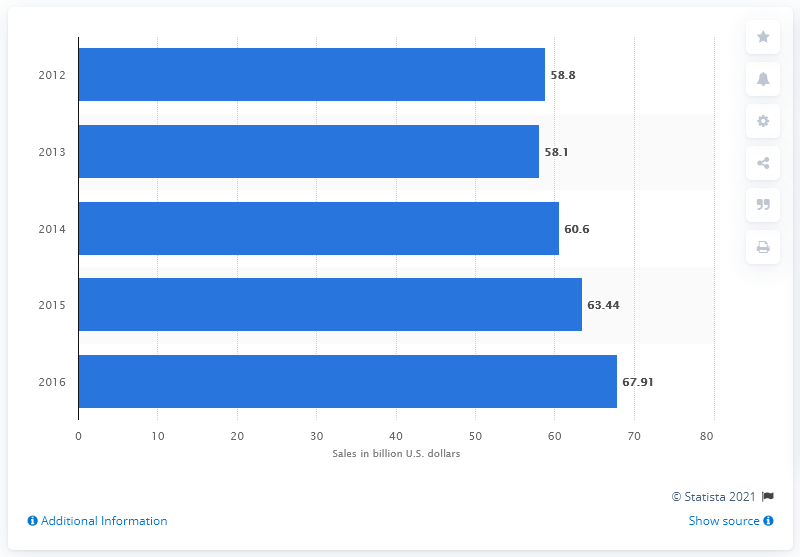 2012 58.8
2013 58.1
2014 60.6
2015 63.44
2016 67.91
0 10 20 30 40 50 60 70 80
Sales in billion U.S. dollars
© Statista 2021
Additional Information Show source